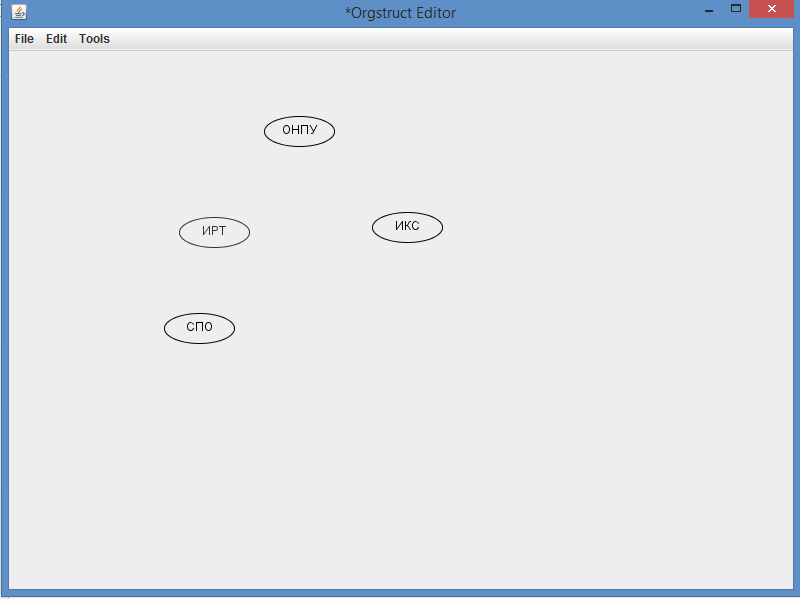 *Orgstruct Editor
File Edit Tools
ОНПУ
ИРТ
ИКС
СПО